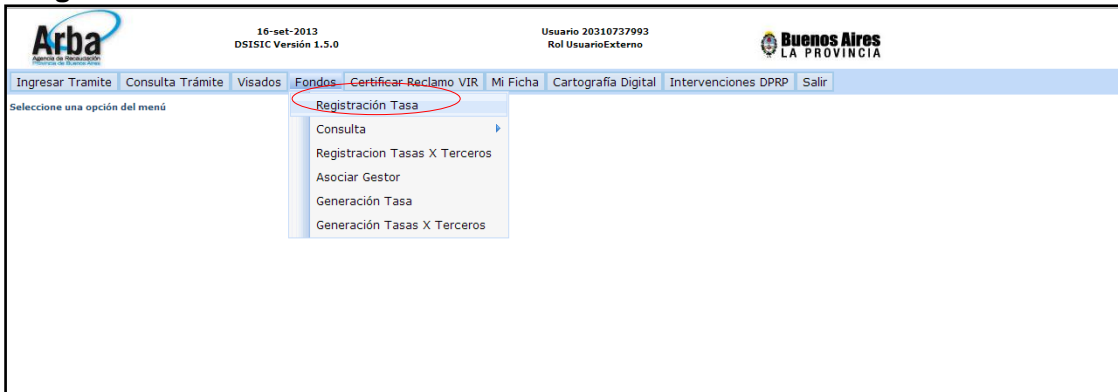 Arba
Agencia de Recaudación
Provincia de Buenos Aires
16-set-2013
DSISIC Versión 1.5.0
Usuario 20310737993
Rol UsuarioExterno
Buenos Aires
LA PROVINCIA
Ingresar Tramite Consulta Trámite Visados Fondos Certificar Reclamo VIR Mi Ficha Cartografía Digital Intervenciones DPRP Salir
Seleccione una opción del menú
Registración Tasa
Consulta
Registracion Tasas X Terceros
Asociar Gestor
Generación Tasa
Generación Tasas X Terceros